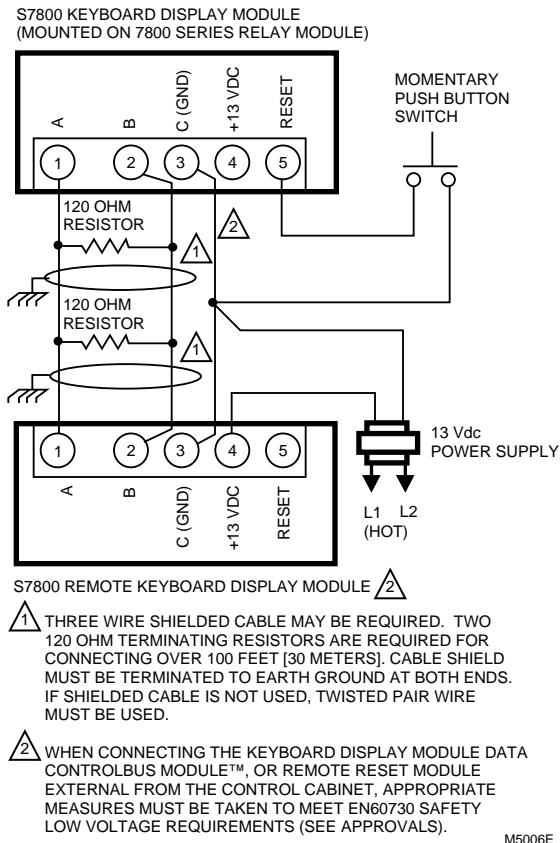 S7800 KEYBOARD DISPLAY MODULE
(MOUNTED ON 7800 SERIES RELAY MODULE)
MOMENTARY
PUSH BUTTON
SWITCH
A
B
C (GND)
+13 VDC
RESET
1
2
3
4
5
120 OHM
RESISTOR
2
1
120 OHM
RESISTOR
1
1
2
3
4
5
A
B
C (GND)
+13 VDC
RESET
13 Vdc
POWER SUPPLY
L1
(HOT)
L2
S7800 REMOTE KEYBOARD DISPLAY MODULE 2
1 THREE WIRE SHIELDED CABLE MAY BE REQUIRED. TWO
120 OHM TERMINATING RESISTORS ARE REQUIRED FOR
CONNECTING OVER 100 FEET [30 METERS]. CABLE SHIELD
MUST BE TERMINATED TO EARTH GROUND AT BOTH ENDS.
IF SHIELDED CABLE IS NOT USED, TWISTED PAIR WIRE
MUST BE USED.
2 WHEN CONNECTING THE KEYBOARD DISPLAY MODULE DATA
CONTROLBUS MODULE™, OR REMOTE RESET MODULE
EXTERNAL FROM THE CONTROL CABINET, APPROPRIATE
MEASURES MUST BE TAKEN TO MEET EN60730 SAFETY
LOW VOLTAGE REQUIREMENTS (SEE APPROVALS).
M5006E